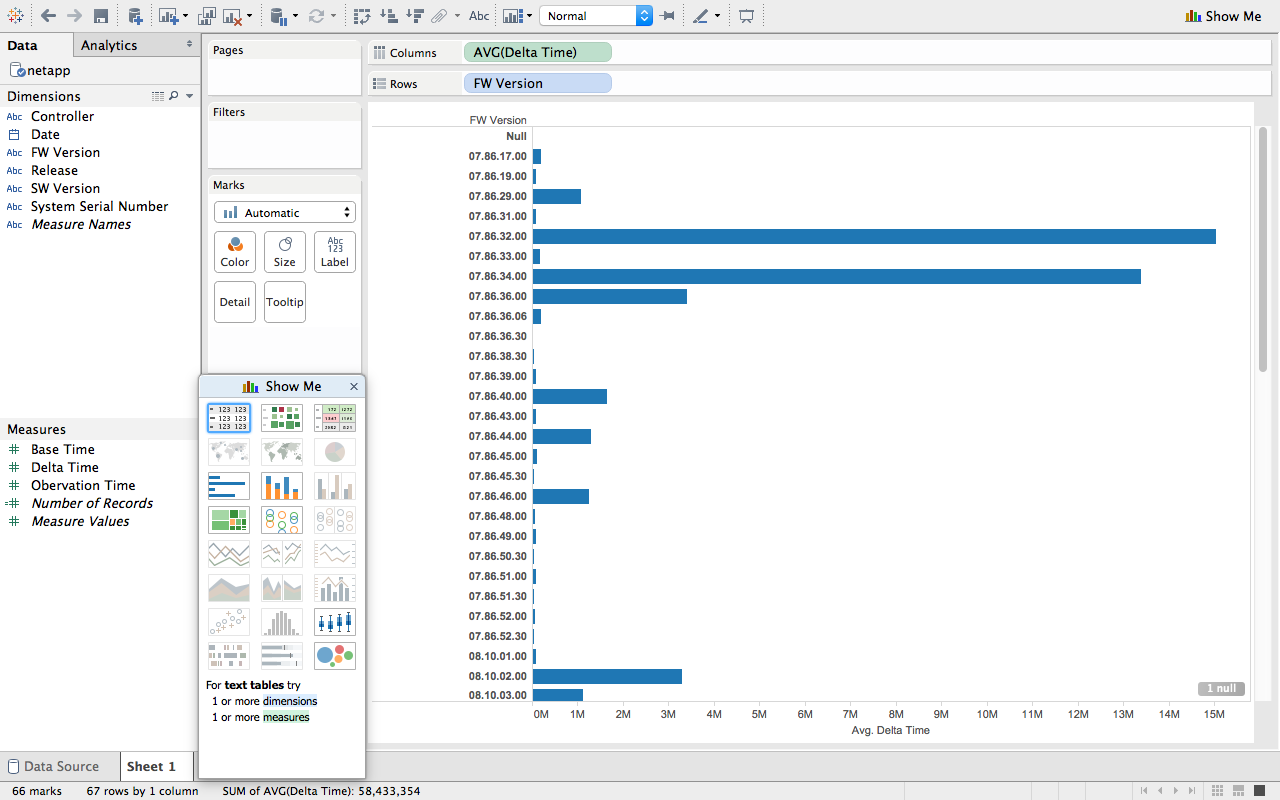 Abc
Normal
Show Me
Data
Analytics
netapp
Dimensions
Abc Controller
Date
Abc FW Version
Abc Release
Abc SW Version
Abc System Serial Number
Abc Measure Names
Measures
# Base Time
# Delta Time
# Obervation Time
=# Number of Records
# Measure Values
Pages
Filters
Marks
Automatic
Color
Size
Abc
123
Label
Detail
Tooltip
Show Me
For text tables try
1 or more dimensions
1 or more measures
Columns
AVG(Delta Time)
Rows
FW Version
FW Version
Null
07.86.17.00
07.86.19.00
07.86.29.00
07.86.31.00
07.86.32.00
07.86.33.00
07.86.34.00
07.86.36.00
07.86.36.06
07.86.36.30
07.86.38.30
07.86.39.00
07.86.40.00
07.86.43.00
07.86.44.00
07.86.45.00
07.86.45.30
07.86.46.00
07.86.48.00
07.86.49.00
07.86.50.30
07.86.51.00
07.86.51.30
07.86.52.00
07.86.52.30
08.10.01.00
08.10.02.00
08.10.03.00
1 null
0M 1M 2M 3M 4M 5M 6M 7M 8M 9M 10M 11M 12M 13M 14M 15M
Avg. Delta Time
Data Source
Sheet 1
66 marks
67 rows by 1 column
SUM of AVG(Delta Time): 58,433,354